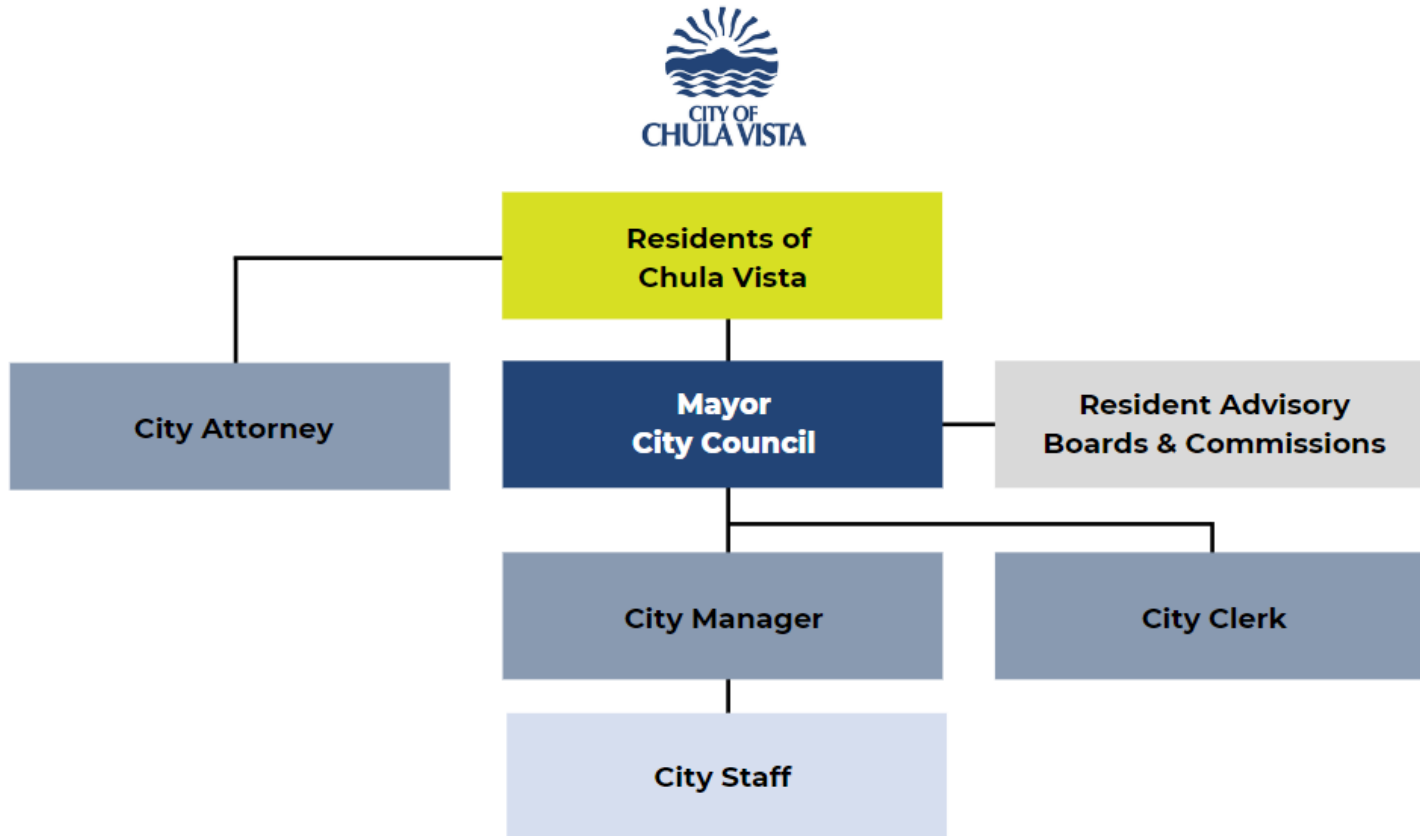 CITY OF
CHULA VISTA
Residents of
Chula Vista
City Attorney
Mayor
City Council
Resident Advisory
Boards & Commissions
City Manager
City Clerk
City Staff